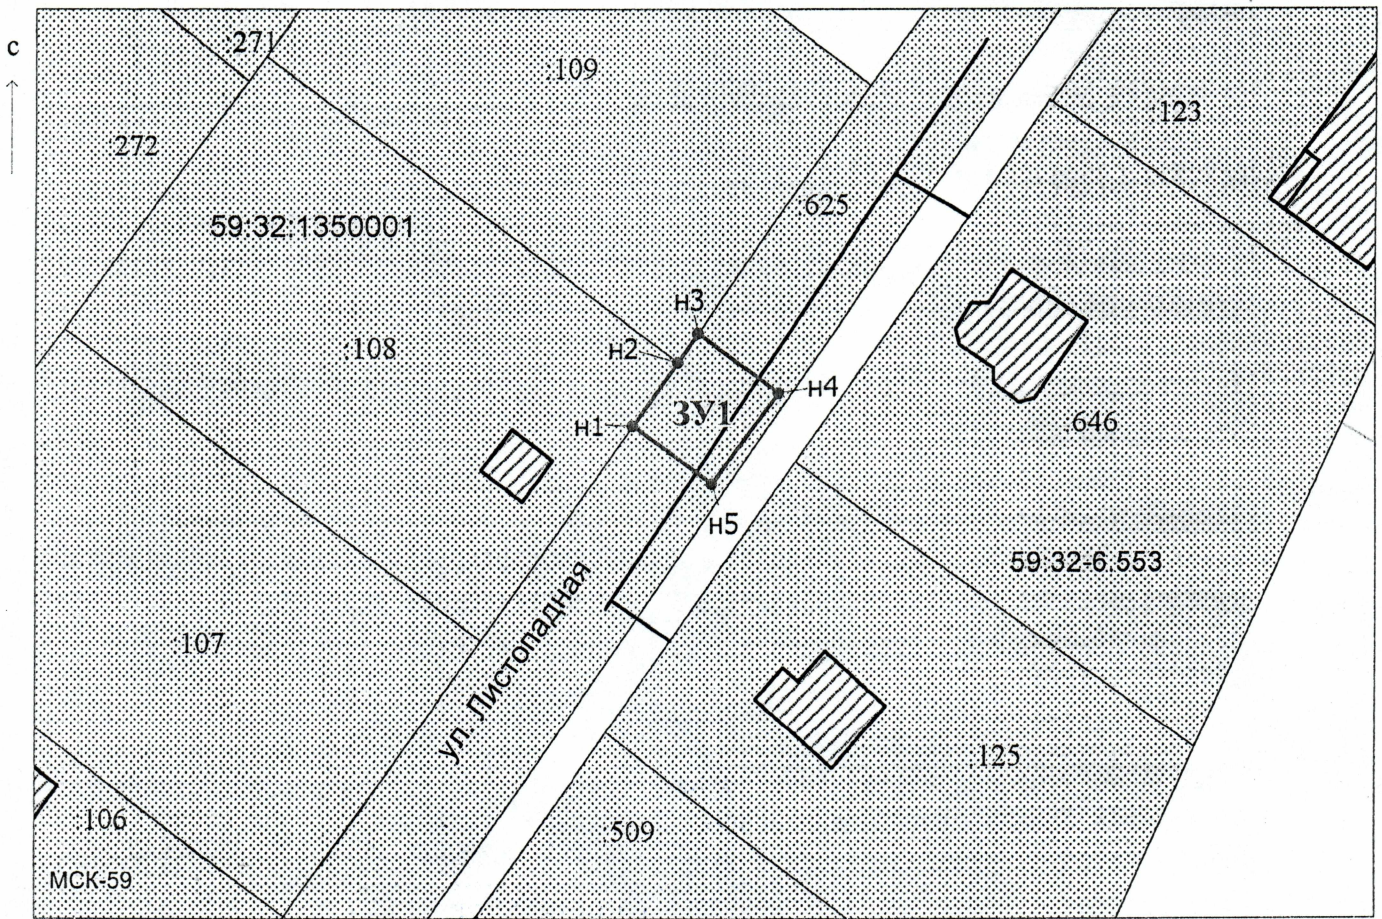 с
:271
:109
:123
272
:625
59:32:1350001
н3
н2
:108
н4
ЗУ1
н1
:646
н5
59:32-6.553
ул. Листопадная
:107
:125
:106
:509
МСК-59